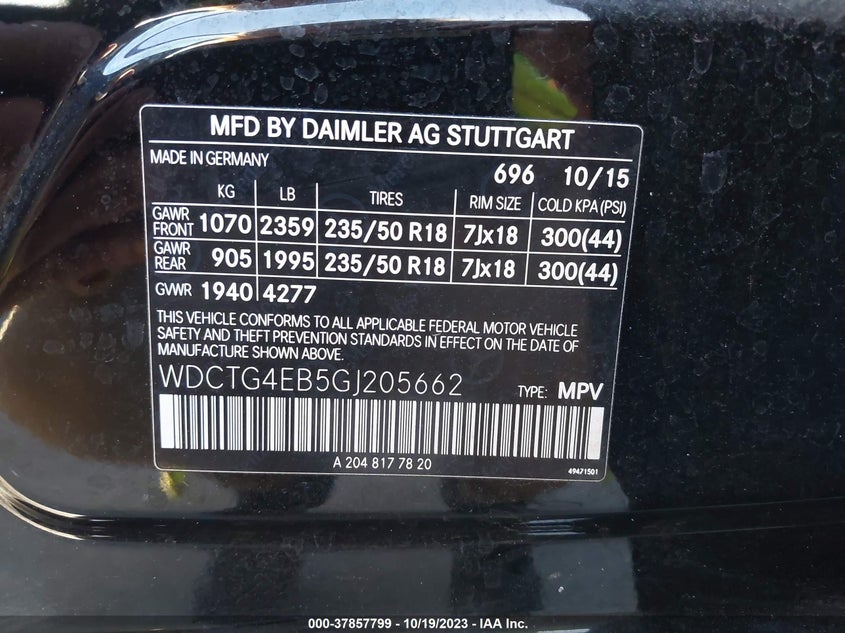 MFD BY DAIMLER AG STUTTGART
MADE IN GERMANY 696 10/15
KG LB TIRES RIM SIZE COLD KPA (PSI)
GAWR FRONT 1070 2359 235/50 R18 7Jx18 300(44)
GAWR REAR 905 1995 235/50 R18 7Jx18 300(44)
GVWR 1940 4277
THIS VEHICLE CONFORMS TO ALL APPLICABLE FEDERAL MOTOR VEHICLE
SAFETY AND THEFT PREVENTION STANDARDS IN EFFECT ON THE DATE OF
MANUFACTURE SHOWN ABOVE.
WDCTG4EB5GJ205662 TYPE: MPV
A 204 817 78 20 49471501
000-37857799 - 10/19/2023 - IAA Inc.